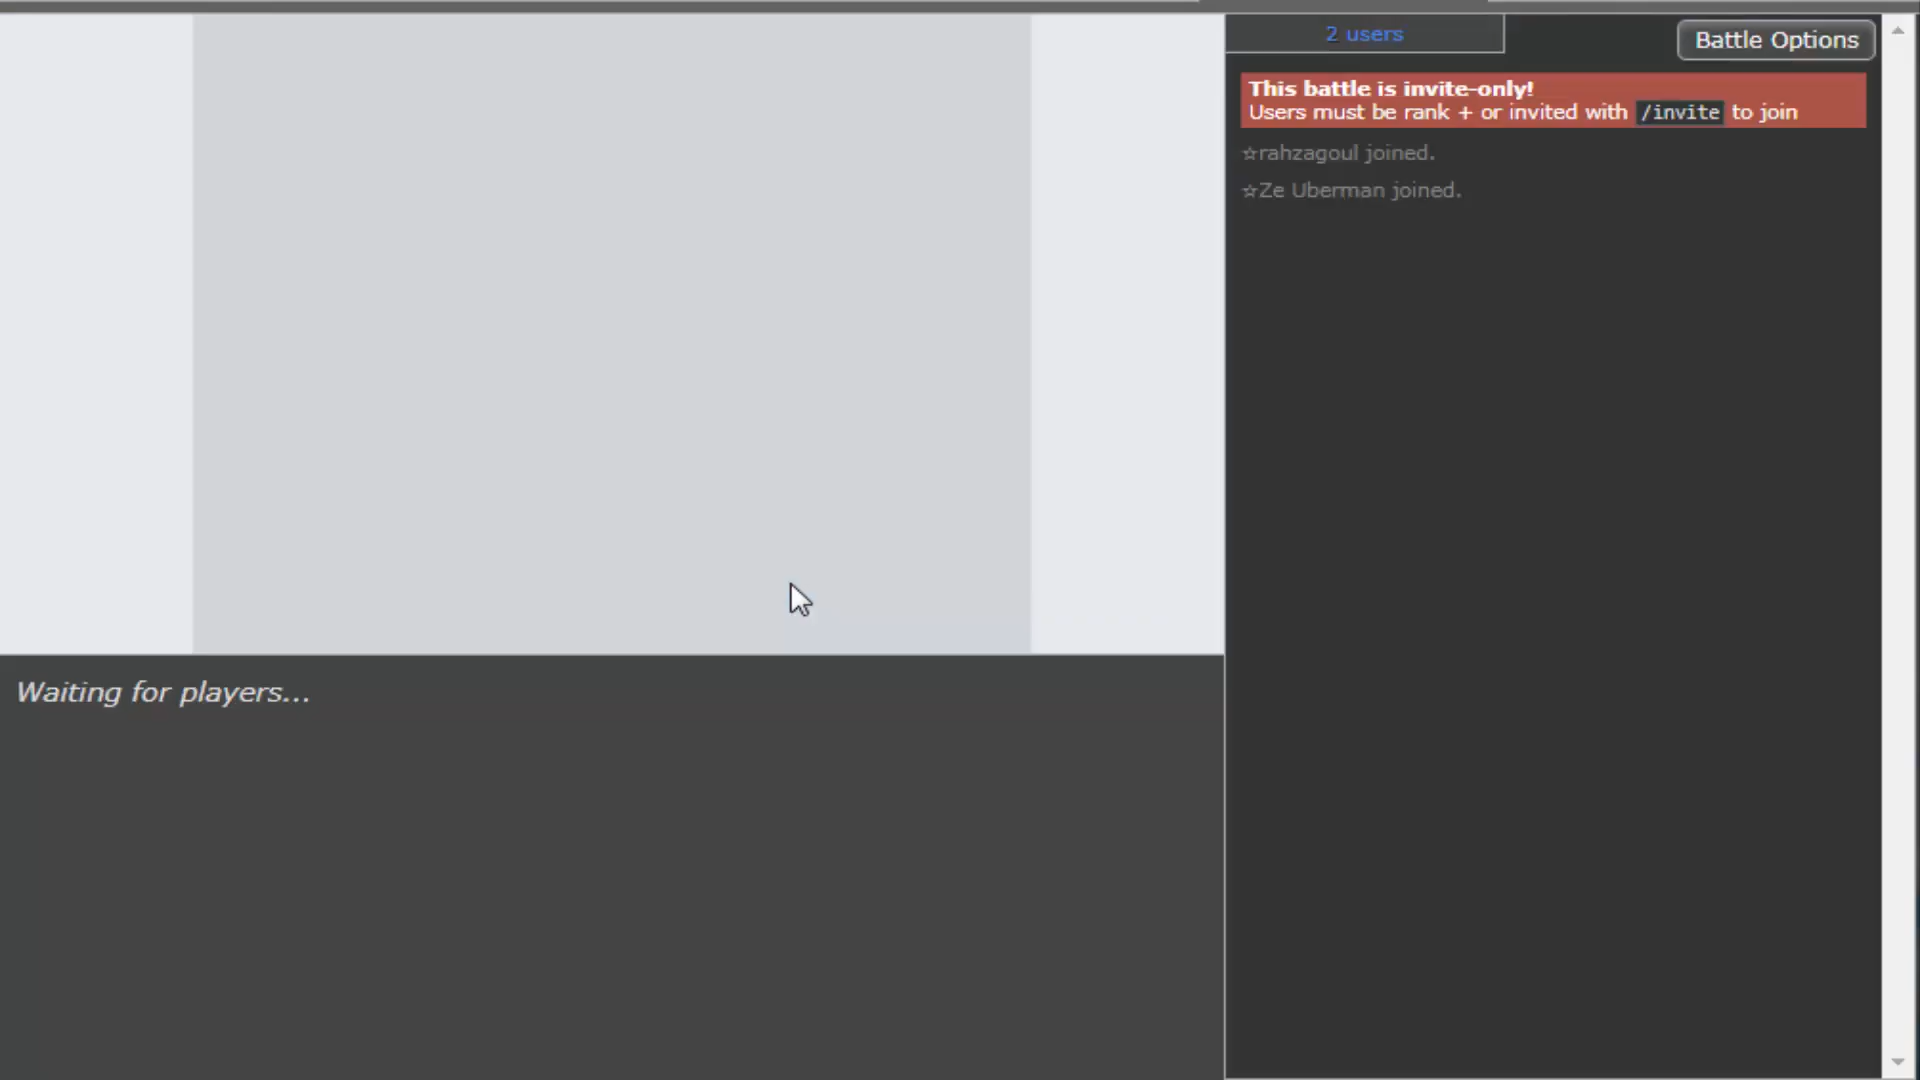 2 users
Battle Options
This battle is invite-only!
Users must be rank + or invited with /invite to join
☆rahzagoul joined.
☆Ze Uberman joined.
Waiting for players...